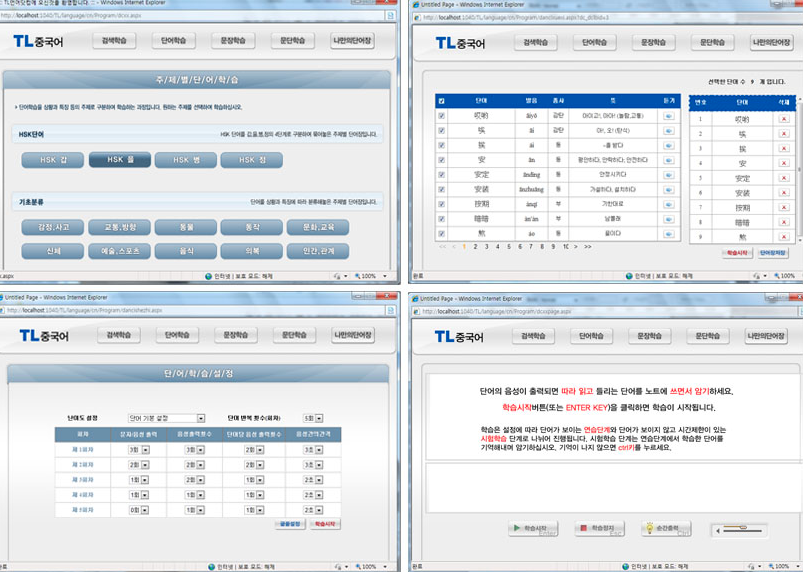 TL민어닷컴에 오신것을 환영합니다. :: - Windows Internet Explorer
http://localhost:1040/TL/language/cn/Program/dcxx.aspx
TL중국어
검색학습
단어학습
문장학습
문단학습
나만의단어장
주/제/별/단/어/학/습
단어학습을 상황과 특징 등의 주제로 구분하여 학습하는 과정입니다. 원하는 주제를 선택하여 학습하십시오.
HSK단어
HSK 단어를 갑,을,병,정의 4단계로 구분하여 묶어놓은 주제별 단어장입니다.
HSK 갑
HSK 을
HSK 병
HSK 정
기초분류
단어를 상황과 특징에 따라 분류해놓은 주제별 단어장입니다.
감정,사고
교통,방향
동물
동작
문화,교육
신체
예술,스포츠
음식
의복
인간,관계
인터넷 | 보호 모드: 해제
100%
Untitled Page - Windows Internet Explorer
TL중국어
검색학습
단어학습
문장학습
문단학습
나만의단어장
선택한 단어 수 9 개 입니다.
단어 발음 품사 뜻 듣기
哎哟 āiyō 감탄 아이고!, 아야! (놀람,고통)
唉 āi 감탄 아!, 오! (탄식)
挨 ái 동 ~를 받다
安 ān 동 평안하다, 안락하다, 안전하다
安定 āndìng 동 안정시키다
安装 ānzhuāng 동 가설하다, 설치하다
按期 ànqī 부 기한대로
暗暗 àn'àn 부 남몰래
熬 áo 동 졸이다
<< < 1 2 3 4 5 6 7 8 9 10 > >>
번호 단어 삭제
1 哎哟
2 唉
3 挨
4 安
5 安定
6 安装
7 按期
8 暗暗
9 熬
학습시작
단어장저장
완료
인터넷 | 보호 모드: 해제
100%
Untitled Page - Windows Internet Explorer
TL중국어
검색학습
단어학습
문장학습
문단학습
나만의단어장
단/어/학/습/설/정
난이도 설정
단어 기본 설정
단어 반복 횟수(회차)
5회
회차 문자/음성 출력 음성출력횟수 단어당 음성 출력횟수 음성간의간격
제 1회차 3회 3회 2회 3초
제 2회차 2회 2회 2회 3초
제 3회차 1회 1회 2회 2초
제 4회차 1회 1회 1회 2초
제 5회차 0회 1회 1회 2초
글꼴설정
학습시작
완료
인터넷 | 보호 모드: 해제
100%
Untitled Page - Windows Internet Explorer
http://localhost:1040/TL/language/cn/Program/dcxxpage.aspx
TL중국어
검색학습
단어학습
문장학습
문단학습
나만의단어장
단어의 음성이 출력되면 따라 읽고 들리는 단어를 노트에 쓰면서 암기하세요.
학습시작버튼(또는 ENTER KEY)을 클릭하면 학습이 시작됩니다.
학습은 설정에 따라 단어가 보이는 연습단계와 단어가 보이지 않고 시간제한이 있는
시험학습 단계로 나뉘어 진행됩니다. 시험학습 단계는 연습단계에서 학습한 단어를
기억해내며 암기하십시오. 기억이 나지 않으면 ctrl키를 누르세요.
학습시작 Enter
학습정지 Esc
순간출력 Ctrl
완료
인터넷 | 보호 모드: 해제
100%